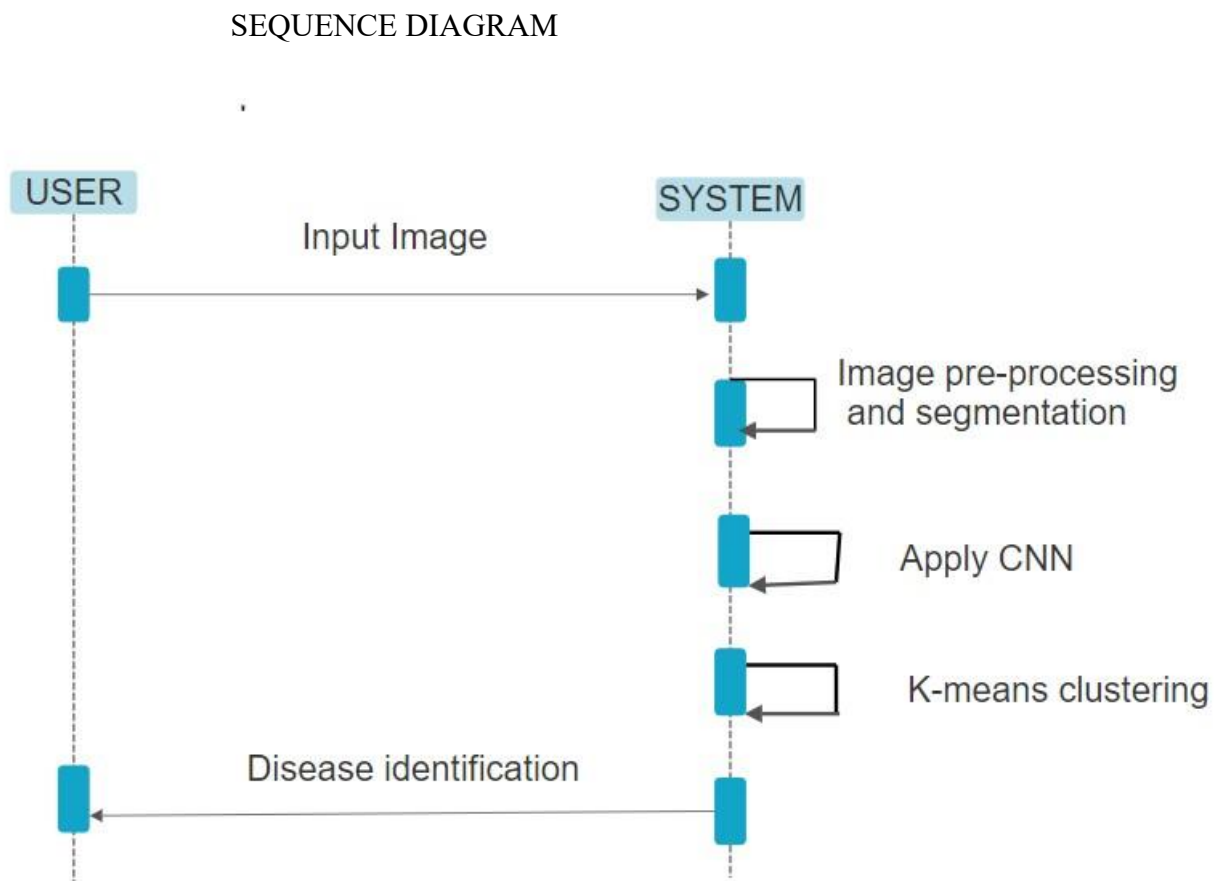 SEQUENCE DIAGRAM
USER
SYSTEM
Input Image
Image pre-processing
and segmentation
Apply CNN
K-means clustering
Disease identification